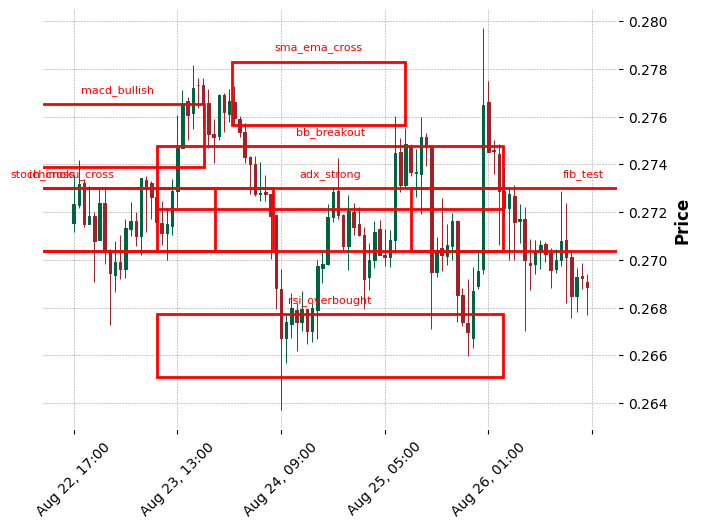 0.280
sma_ema_cross
0.278
macd_bullish
0.276
bb_breakout
0.274
adx_strong
fib_test
0.272
Price
0.270
rsi_overbought
0.268
0.266
0.264
Aug 22, 17:00
Aug 23, 13:00
Aug 24, 09:00
Aug 25, 05:00
Aug 26, 01:00